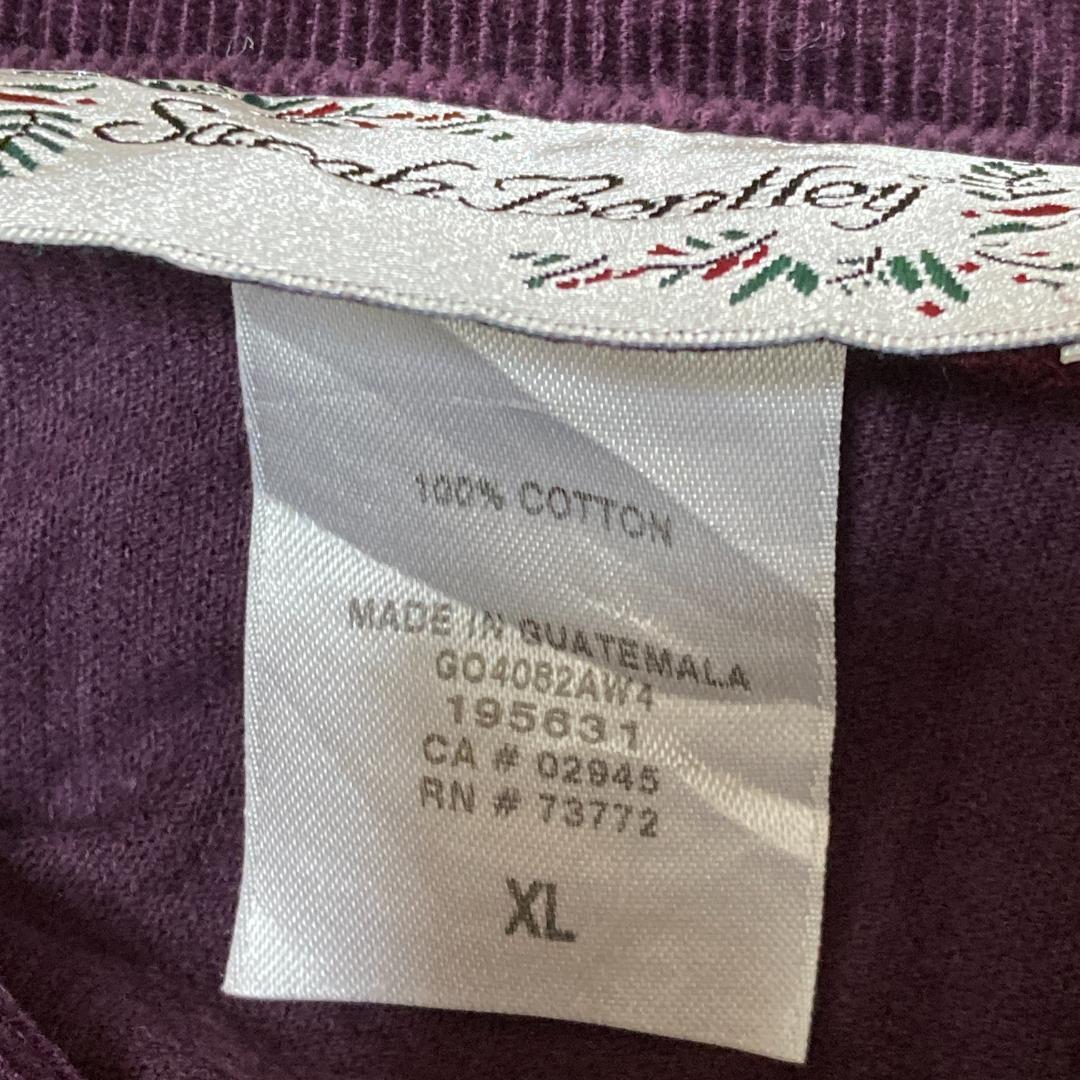 Sarah Bentley
100% COTTON
MADE IN GUATEMALA
GO4082AW4
195631
CA # 02945
RN # 73772
XL